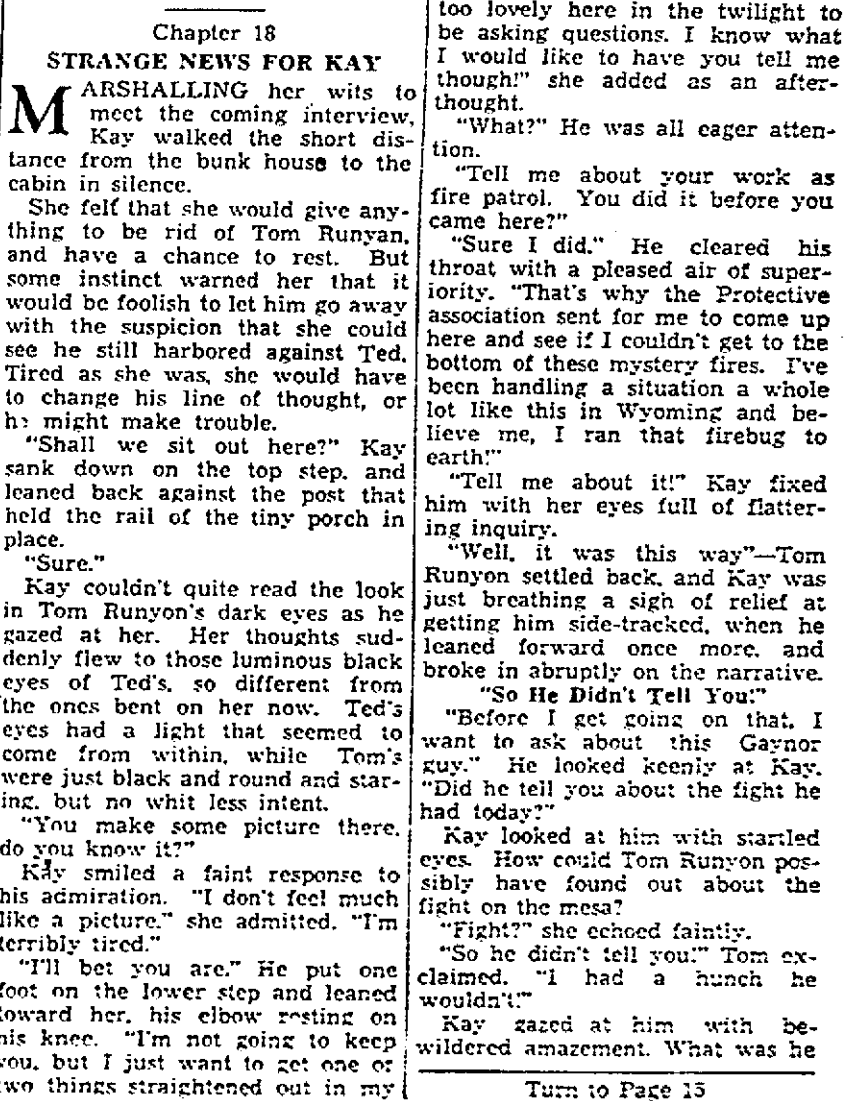 Chapter 18
STRANGE NEWS FOR KAY
MARSHALLING her wits to
meet the coming interview,
Kay walked the short dis-
tance from the bunk house to the
cabin in silence.
She felf that she would give any-
thing to be rid of Tom Runyan,
and have a chance to rest. But
some instinct warned her that it
would be foolish to let him go away
with the suspicion that she could
see he still harbored against Ted.
Tired as she was, she would have
to change his line of thought, or
he might make trouble.
"Shall we sit out here?" Kay
sank down on the top step, and
leaned back against the post that
held the rail of the tiny porch in
place.
"Sure."
Kay couldn't quite read the look
in Tom Runyon's dark eyes as he
gazed at her. Her thoughts sud-
denly flew to those luminous black
eyes of Ted's, so different from
the ones bent on her now. Ted's
eyes had a light that seemed to
come from within, while Tom's
were just black and round and star-
ing, but no whit less intent.
"You make some picture there,
do you know it?"
Kay smiled a faint response to
his admiration. "I don't feel much
like a picture," she admitted. "I'm
terribly tired."
"I'll bet you are." He put one
foot on the lower step and leaned
toward her, his elbow resting on
his knee. "I'm not going to keep
you, but I just want to get one or
two things straightened out in my
too lovely here in the twilight to
be asking questions. I know what
I would like to have you tell me
though!" she added as an after-
thought.
"What?" He was all eager atten-
tion.
"Tell me about your work as
fire patrol. You did it before you
came here?"
"Sure I did." He cleared his
throat with a pleased air of super-
iority. "That's why the Protective
association sent for me to come up
here and see if I couldn't get to the
bottom of these mystery fires. I've
been handling a situation a whole
lot like this in Wyoming and be-
lieve me, I ran that firebug to
earth!"
"Tell me about it!" Kay fixed
him with her eyes full of flatter-
ing inquiry.
"Well, it was this way"—Tom
Runyon settled back, and Kay was
just breathing a sigh of relief at
getting him side-tracked, when he
leaned forward once more, and
broke in abruptly on the narrative.
"So He Didn't Tell You!"
"Before I get going on that, I
want to ask about this Gaynor
guy." He looked keenly at Kay.
"Did he tell you about the fight he
had today?"
Kay looked at him with startled
eyes. How could Tom Runyon pos-
sibly have found out about the
fight on the mesa?
"Fight?" she echoed faintly.
"So he didn't tell you!" Tom ex-
claimed. "I had a hunch he
wouldn't!"
Kay gazed at him with be-
wildered amazement. What was he
Turn to Page 15